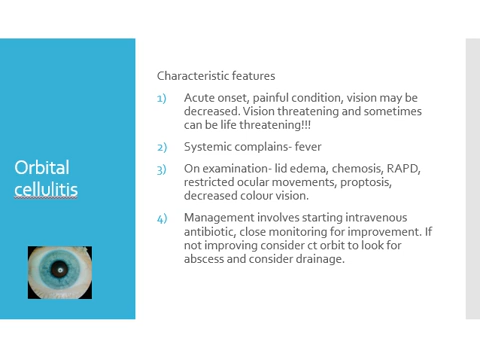 Orbital
cellulitis
Characteristic features
1) Acute onset, painful condition, vision may be
decreased. Vision threatening and sometimes
can be life threatening!!!
2) Systemic complains- fever
3) On examination- lid edema, chemosis, RAPD,
restricted ocular movements, proptosis,
decreased colour vision.
4) Management involves starting intravenous
antibiotic, close monitoring for improvement. If
not improving consider ct orbit to look for
abscess and consider drainage.